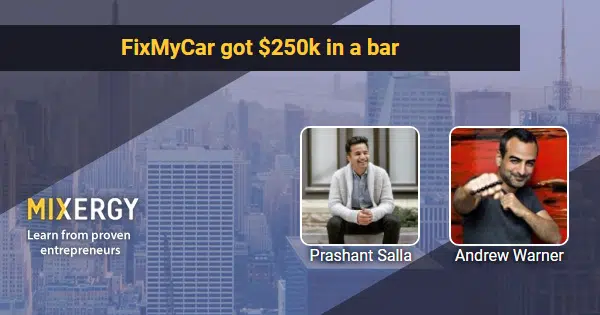 FixMyCar got $250k in a bar
MIXERGY
Learn from proven
entrepreneurs
Prashant Salla
Andrew Warner